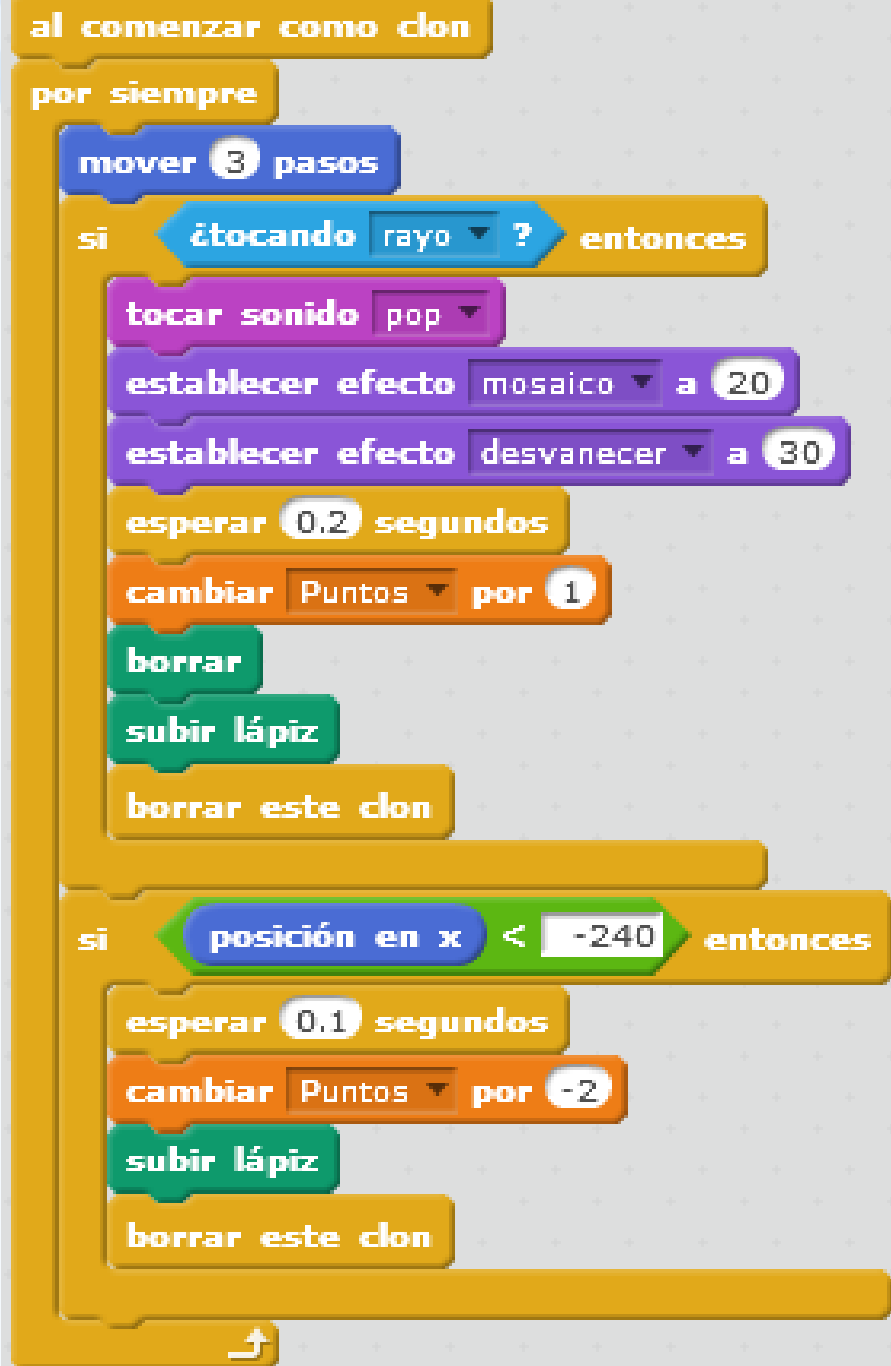 al comenzar como clon
por siempre
mover 3 pasos
si ¿tocando rayo ? entonces
tocar sonido pop
establecer efecto mosaico a 20
establecer efecto desvanecer a 30
esperar 0.2 segundos
cambiar Puntos por 1
borrar
subir lápiz
borrar este clon
si posición en x < -240 entonces
esperar 0.1 segundos
cambiar Puntos por -2
subir lápiz
borrar este clon